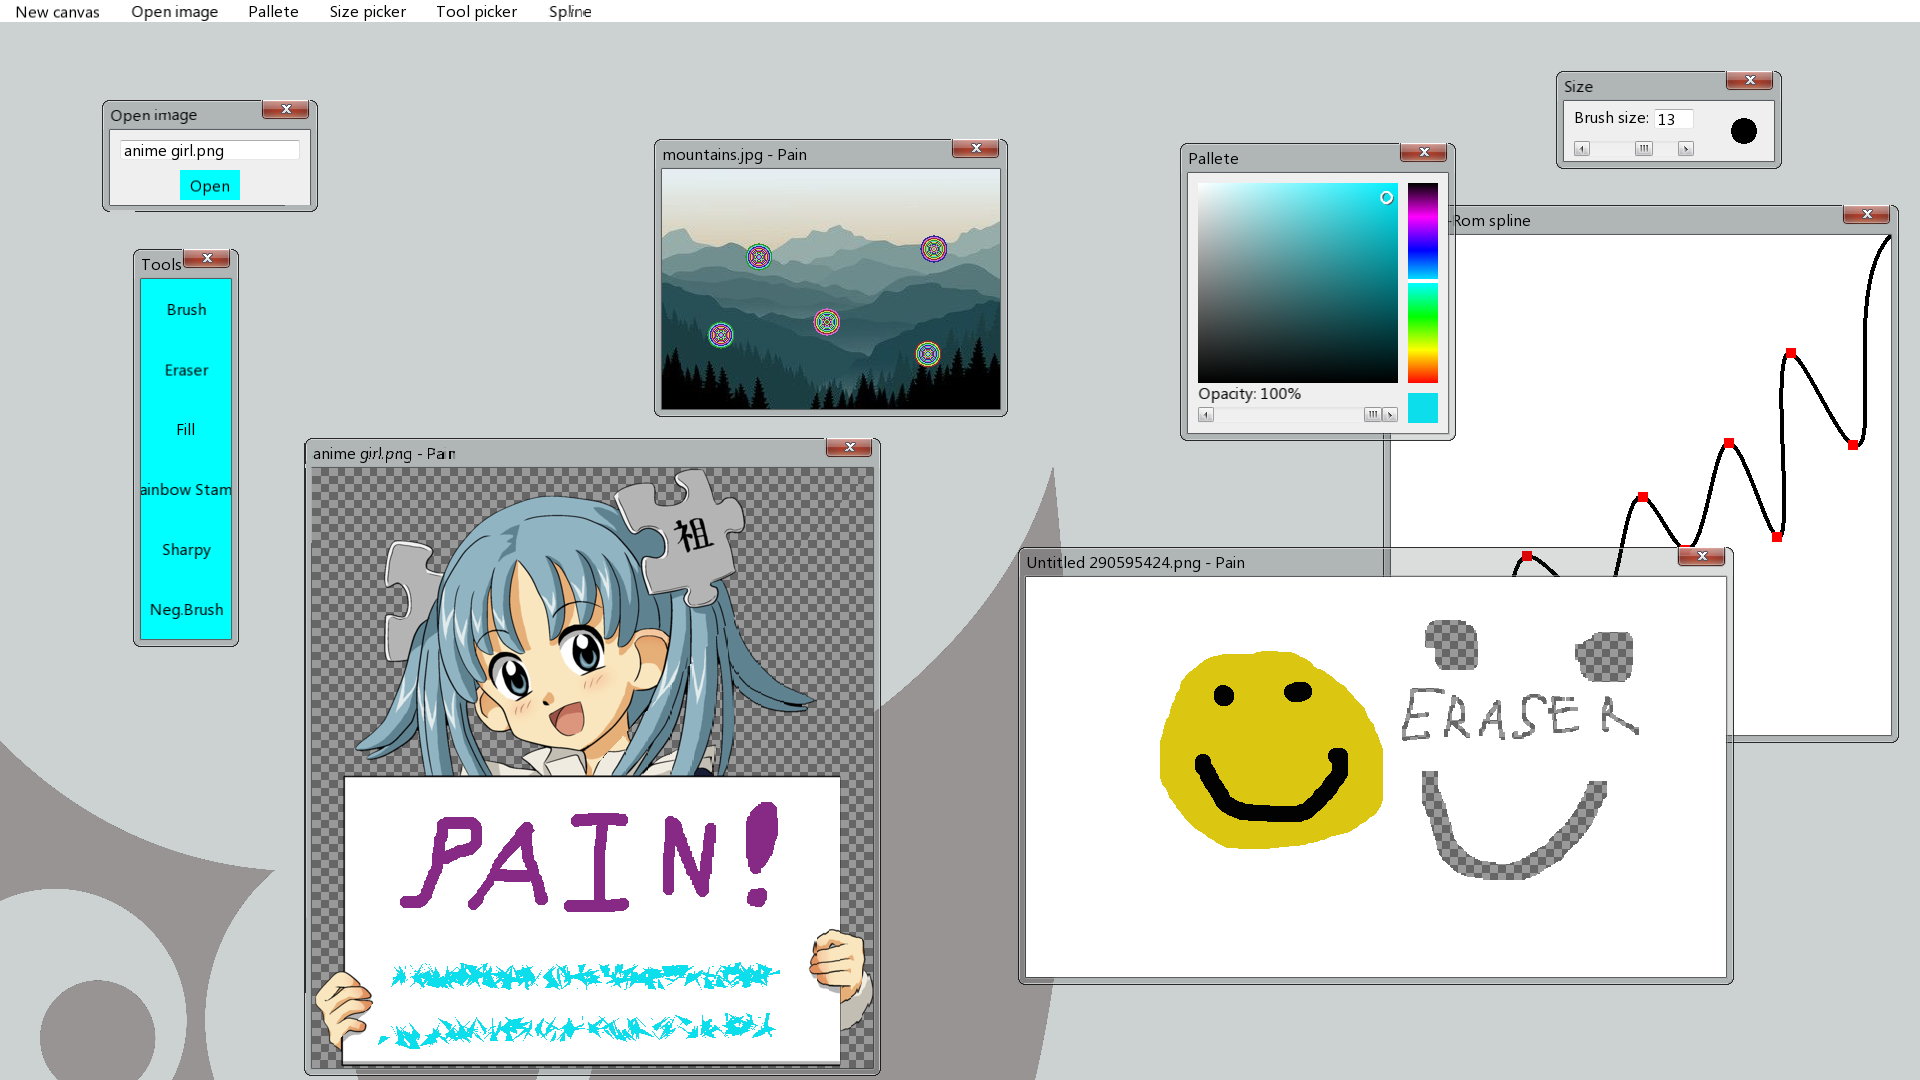 New canvas Open image Pallete Size picker Tool picker Spline
Open image
anime girl.png
Open
Tools
Brush
Eraser
Fill
ainbow Stam
Sharpy
Neg.Brush
mountains.jpg - Pain
anime girl.png - Pain
祖
PAIN!
Pallete
Opacity: 100%
Size
Brush size: 13
-Rom spline
Untitled 290595424.png - Pain
ERASER